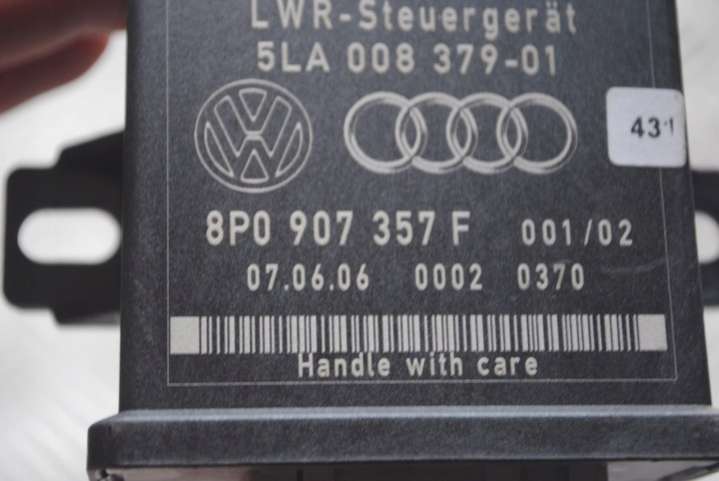 LWR-Steuergerät
5LA 008 379-01
43
8P0 907 357 F 001/02
07.06.06 0002 0370
Handle with care